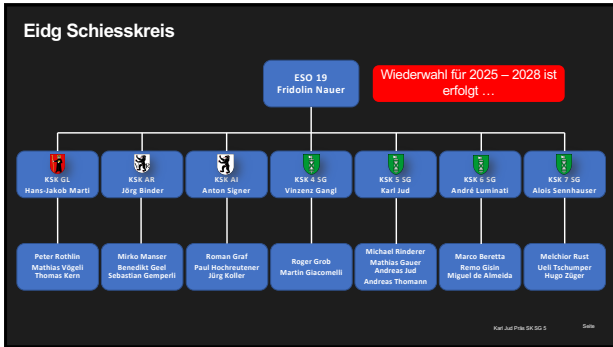 Eidg Schiesskreis
ESO 19
Fridolin Nauer
Wiederwahl für 2025 – 2028 ist
erfolgt …
KSK GL
Hans-Jakob Marti
KSK AR
Jörg Binder
KSK AI
Anton Signer
KSK 4 SG
Vinzenz Gangl
KSK 5 SG
Karl Jud
KSK 6 SG
André Luminati
KSK 7 SG
Alois Sennhauser
Peter Rothlin
Mathias Vögeli
Thomas Kern
Mirko Manser
Benedikt Geel
Sebastian Gemperli
Roman Graf
Paul Hochreutener
Jürg Koller
Roger Grob
Martin Giacomelli
Michael Rinderer
Mathias Gauer
Andreas Jud
Andreas Thomann
Marco Beretta
Remo Gisin
Miguel de Almeida
Melchior Rust
Ueli Tschumper
Hugo Züger
Karl Jud Präs SK SG 5
Seite